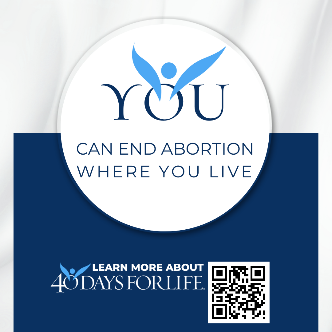 YOU
CAN END ABORTION
WHERE YOU LIVE
LEARN MORE ABOUT
40 DAYS FOR LIFE